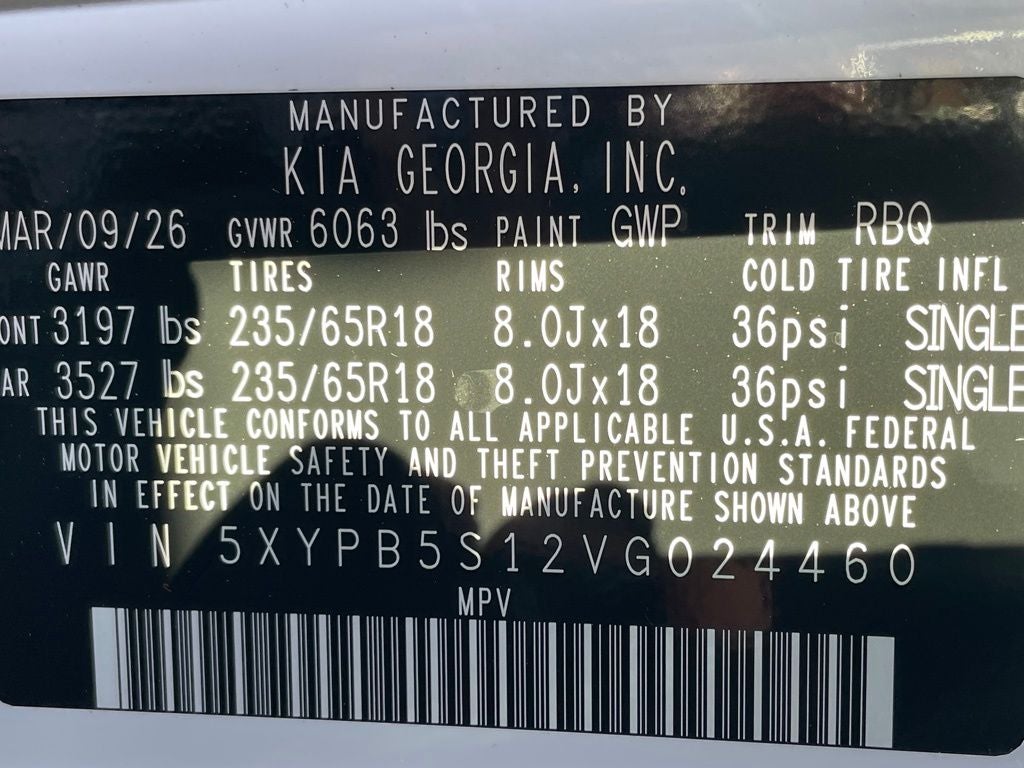 MANUFACTURED BY
KIA GEORGIA, INC.
MAR/09/26 GVWR 6063 lbs PAINT GWP TRIM RBQ
GAWR TIRES RIMS COLD TIRE INFL
ONT 3197 lbs 235/65R18 8.0Jx18 36psi SINGLE
AR 3527 lbs 235/65R18 8.0Jx18 36psi SINGLE
THIS VEHICLE CONFORMS TO ALL APPLICABLE U.S.A. FEDERAL
MOTOR VEHICLE SAFETY AND THEFT PREVENTION STANDARDS
IN EFFECT ON THE DATE OF MANUFACTURE SHOWN ABOVE
VIN 5XYPB5S12VG024460
MPV